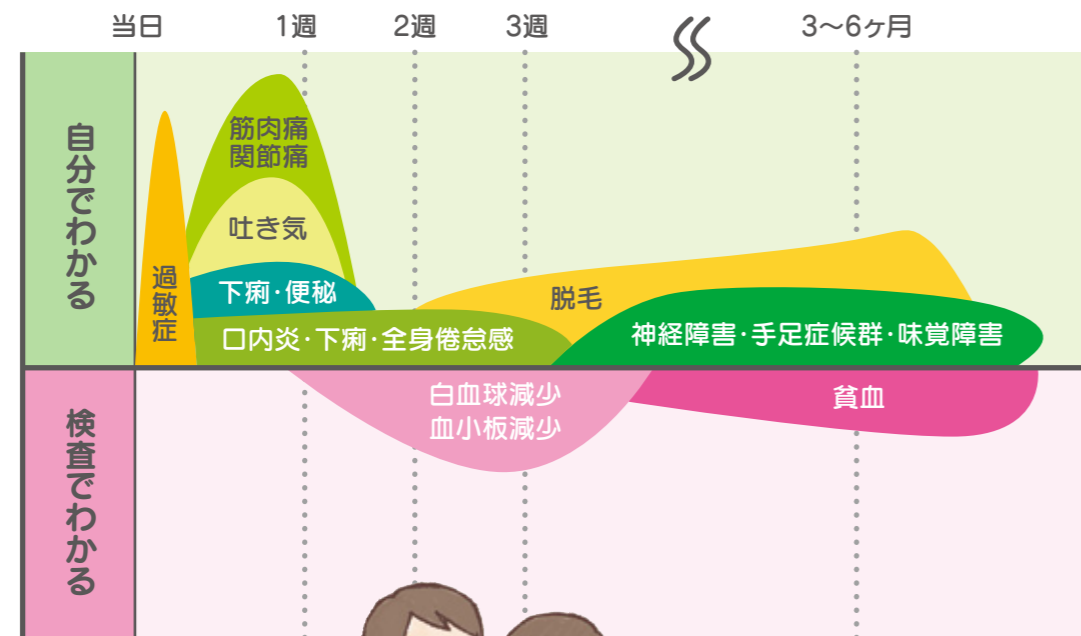 当日
1週
2週
3週
3〜6ヶ月
自分でわかる
過敏症
筋肉痛
関節痛
吐き気
下痢・便秘
口内炎・下痢・全身倦怠感
脱毛
神経障害・手足症候群・味覚障害
検査でわかる
白血球減少
血小板減少
貧血